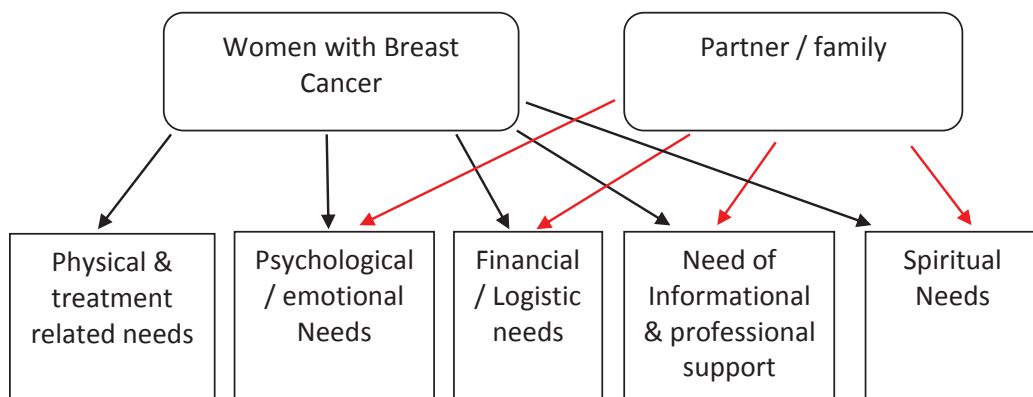 Women with Breast
Cancer
Partner / family
Physical &
treatment
related needs
Psychological
/ emotional
Needs
Financial
/ Logistic
needs
Need of
Informational
& professional
support
Spiritual
Needs